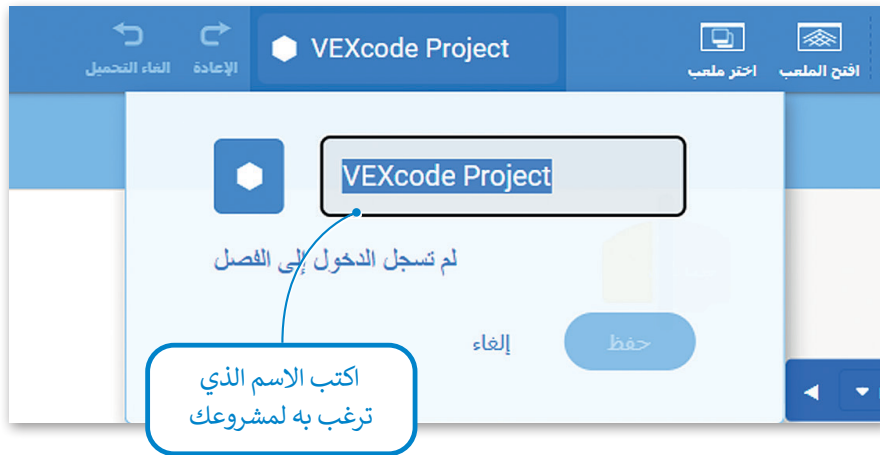 الغاء التحميل
الإعادة
VEXcode Project
اختر ملعب
افتح الملعب
VEXcode Project
لم تسجل الدخول إلى الفصل
إلغاء
حفظ
اكتب الاسم الذي
ترغب به لمشروعك